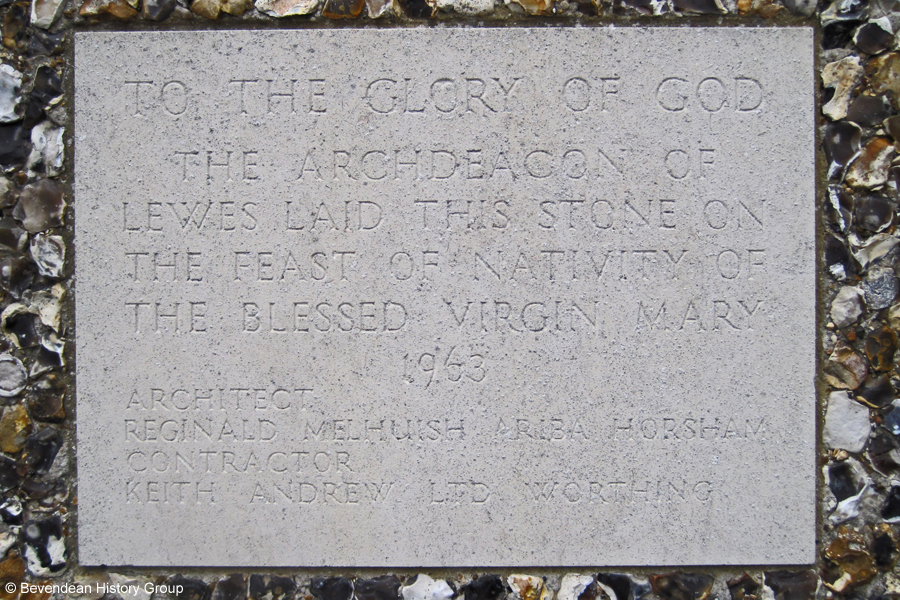 TO THE GLORY OF GOD
THE ARCHDEACON OF
LEWES LAID THIS STONE ON
THE FEAST OF NATIVITY OF
THE BLESSED VIRGIN MARY
1963
ARCHITECT
REGINALD MELHUISH ARIBA HORSHAM
CONTRACTOR
KEITH ANDREW LTD WORTHING
© Bevendean History Group